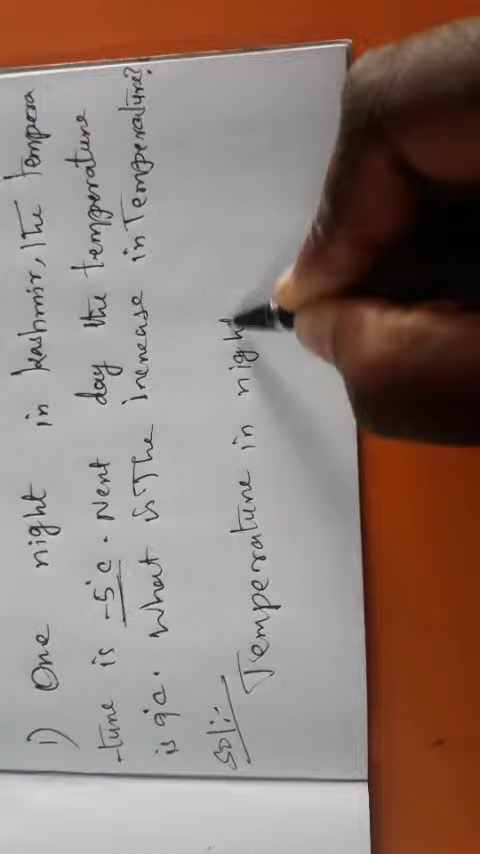 1) One night in kashmir, The tempera
-ture is -5°c. Next day the temperature
is 9°c. What is The increase in Temperature?
Sol:- Temperature in nigh